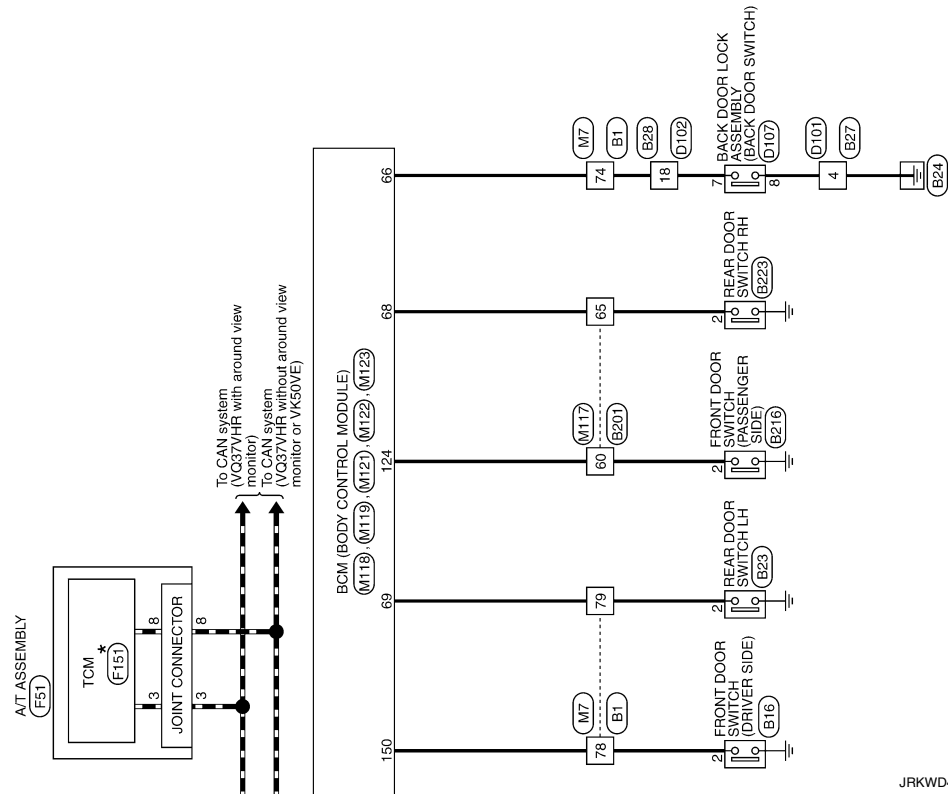 A/T ASSEMBLY
F51
TCM
*
F151
3
8
JOINT CONNECTOR
3
8
To CAN system
(VQ37VHR with around view
monitor)
To CAN system
(VQ37VHR without around view
monitor or VK50VE)
BCM (BODY CONTROL MODULE)
M118 , M119 , M121 , M122 , M123
150
69
124
68
66
M7
78
B1
79
M117
60
B201
65
M7
74
B1
B28
18
D102
2
FRONT DOOR
SWITCH
(DRIVER SIDE)
B16
2
REAR DOOR
SWITCH LH
B23
2
FRONT DOOR
SWITCH
(PASSENGER
SIDE)
B216
2
REAR DOOR
SWITCH RH
B223
7
BACK DOOR LOCK
ASSEMBLY
(BACK DOOR SWITCH)
D107
8
D101
4
B27
B24